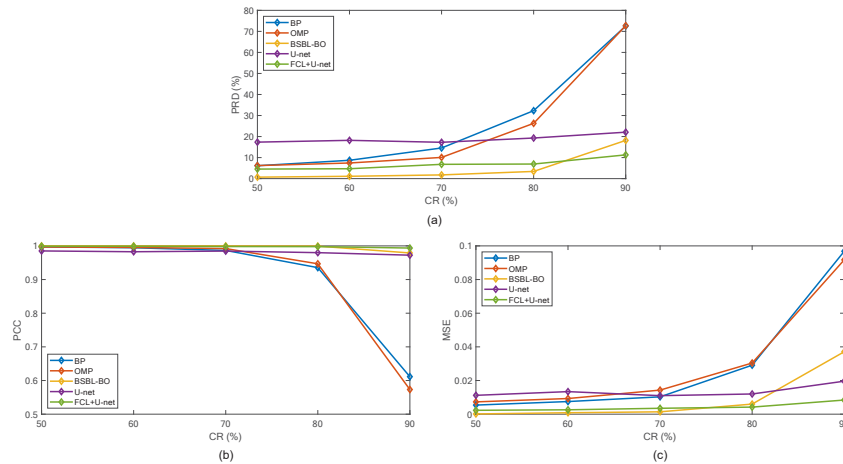 (a)
80
70
60
50
40
30
20
10
0
PRD (%)
BP
OMP
BSBL-BO
U-net
FCL+U-net
50 60 70 80 90
CR (%)
(a)
1
0.9
0.8
0.7
0.6
0.5
PCC
BP
OMP
BSBL-BO
U-net
FCL+U-net
50 60 70 80 90
CR (%)
(b)
0.1
0.08
0.06
0.04
0.02
0
MSE
BP
OMP
BSBL-BO
U-net
FCL+U-net
50 60 70 80 90
CR (%)
(c)